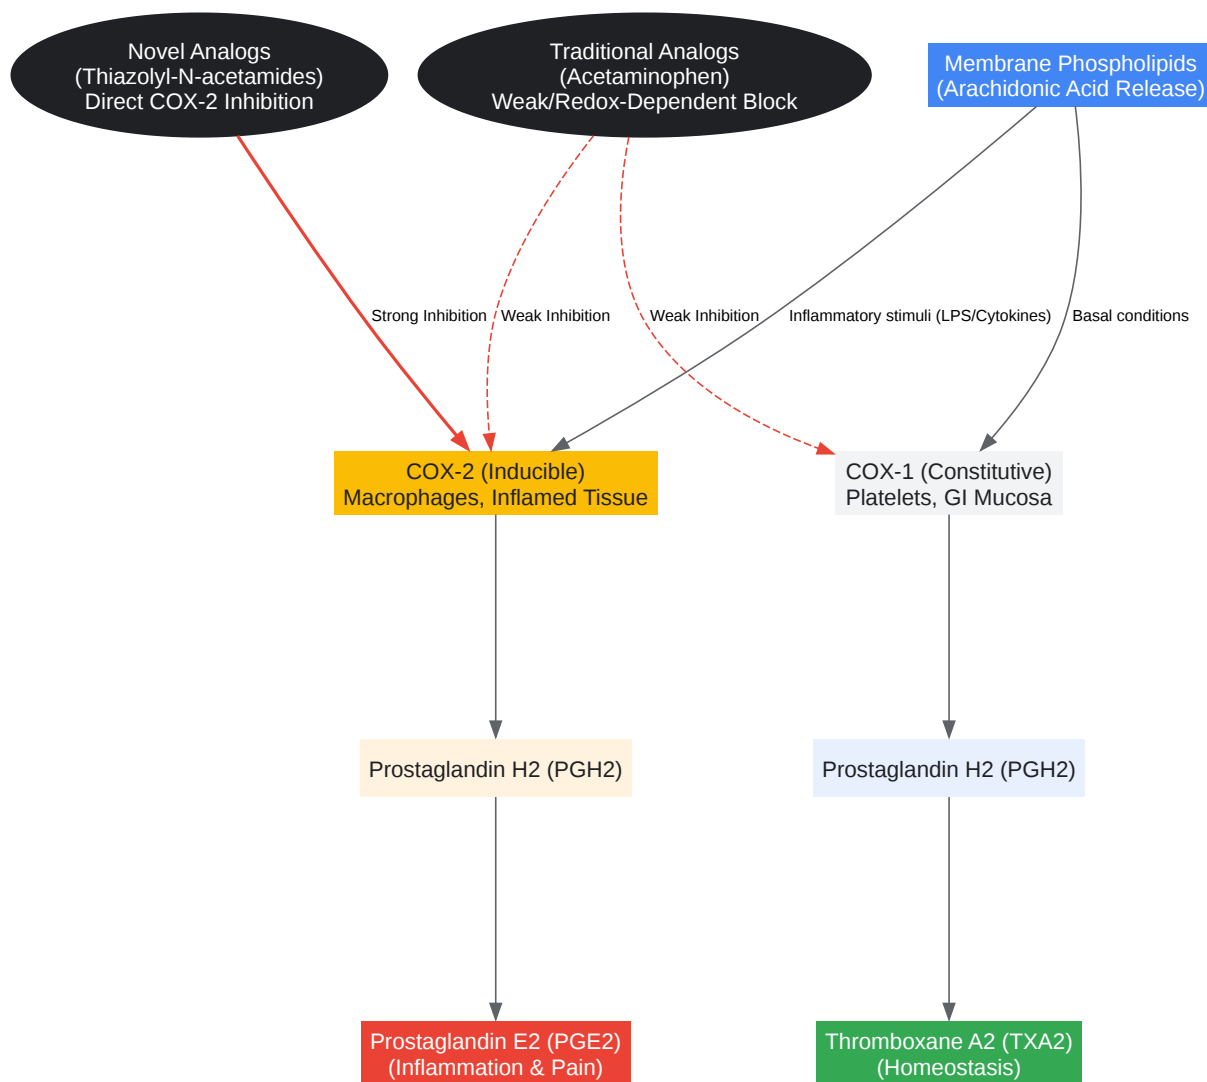 Novel Analogs
(Thiazolyl-N-acetamides)
Direct COX-2 Inhibition
Traditional Analogs
(Acetaminophen)
Weak/Redox-Dependent Block
Membrane Phospholipids
(Arachidonic Acid Release)
Strong Inhibition
Weak Inhibition
Weak Inhibition
Inflammatory stimuli (LPS/Cytokines)
Basal conditions
COX-2 (Inducible)
Macrophages, Inflamed Tissue
COX-1 (Constitutive)
Platelets, GI Mucosa
Prostaglandin H2 (PGH2)
Prostaglandin H2 (PGH2)
Prostaglandin E2 (PGE2)
(Inflammation & Pain)
Thromboxane A2 (TXA2)
(Homeostasis)